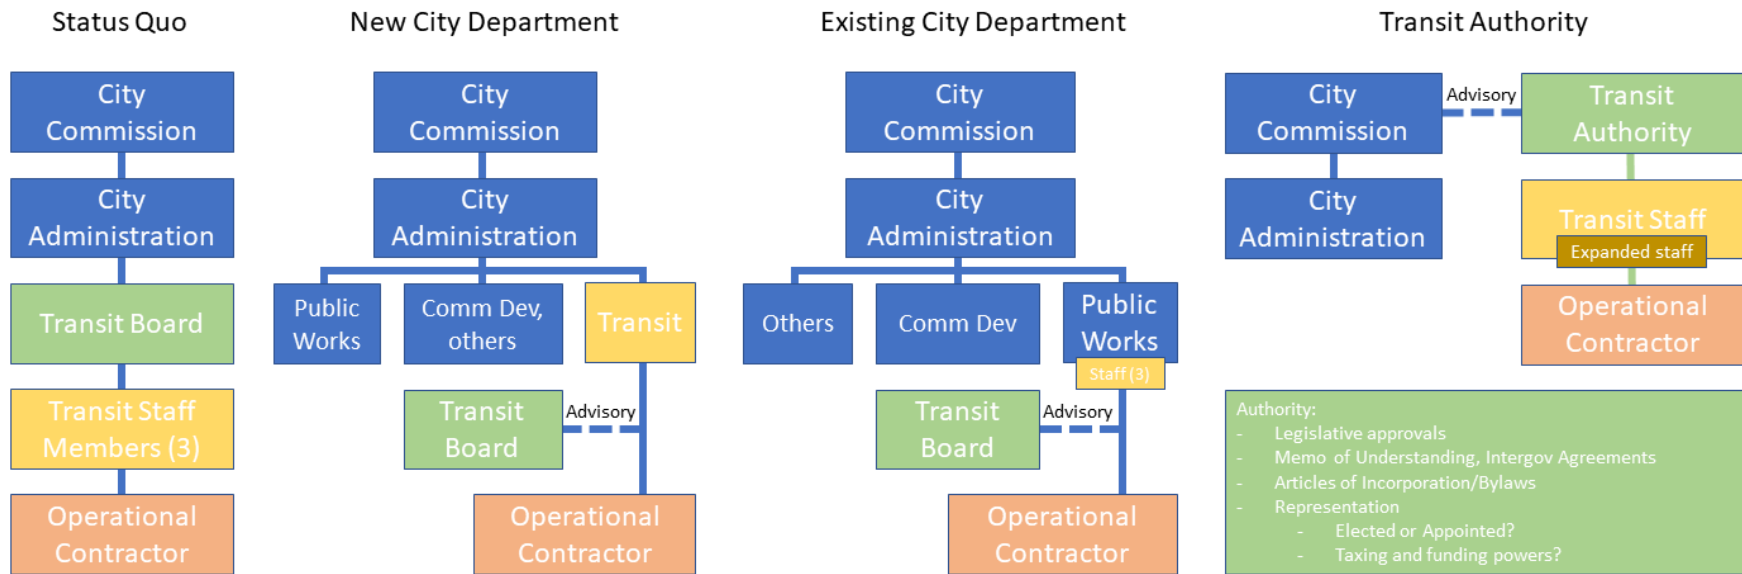 Status Quo
City
Commission
City
Administration
Transit Board
Transit Staff
Members (3)
Operational
Contractor
New City Department
City
Commission
City
Administration
Public
Works
Comm Dev,
others
Transit
Transit
Board
Advisory
Operational
Contractor
Existing City Department
City
Commission
City
Administration
Others
Comm Dev
Public
Works
Staff (3)
Transit
Board
Advisory
Operational
Contractor
Transit Authority
City
Commission
Advisory
Transit
Authority
City
Administration
Transit Staff
Expanded staff
Operational
Contractor
Authority:
- Legislative approvals
- Memo of Understanding, Intergov Agreements
- Articles of Incorporation/Bylaws
- Representation
- Elected or Appointed?
- Taxing and funding powers?